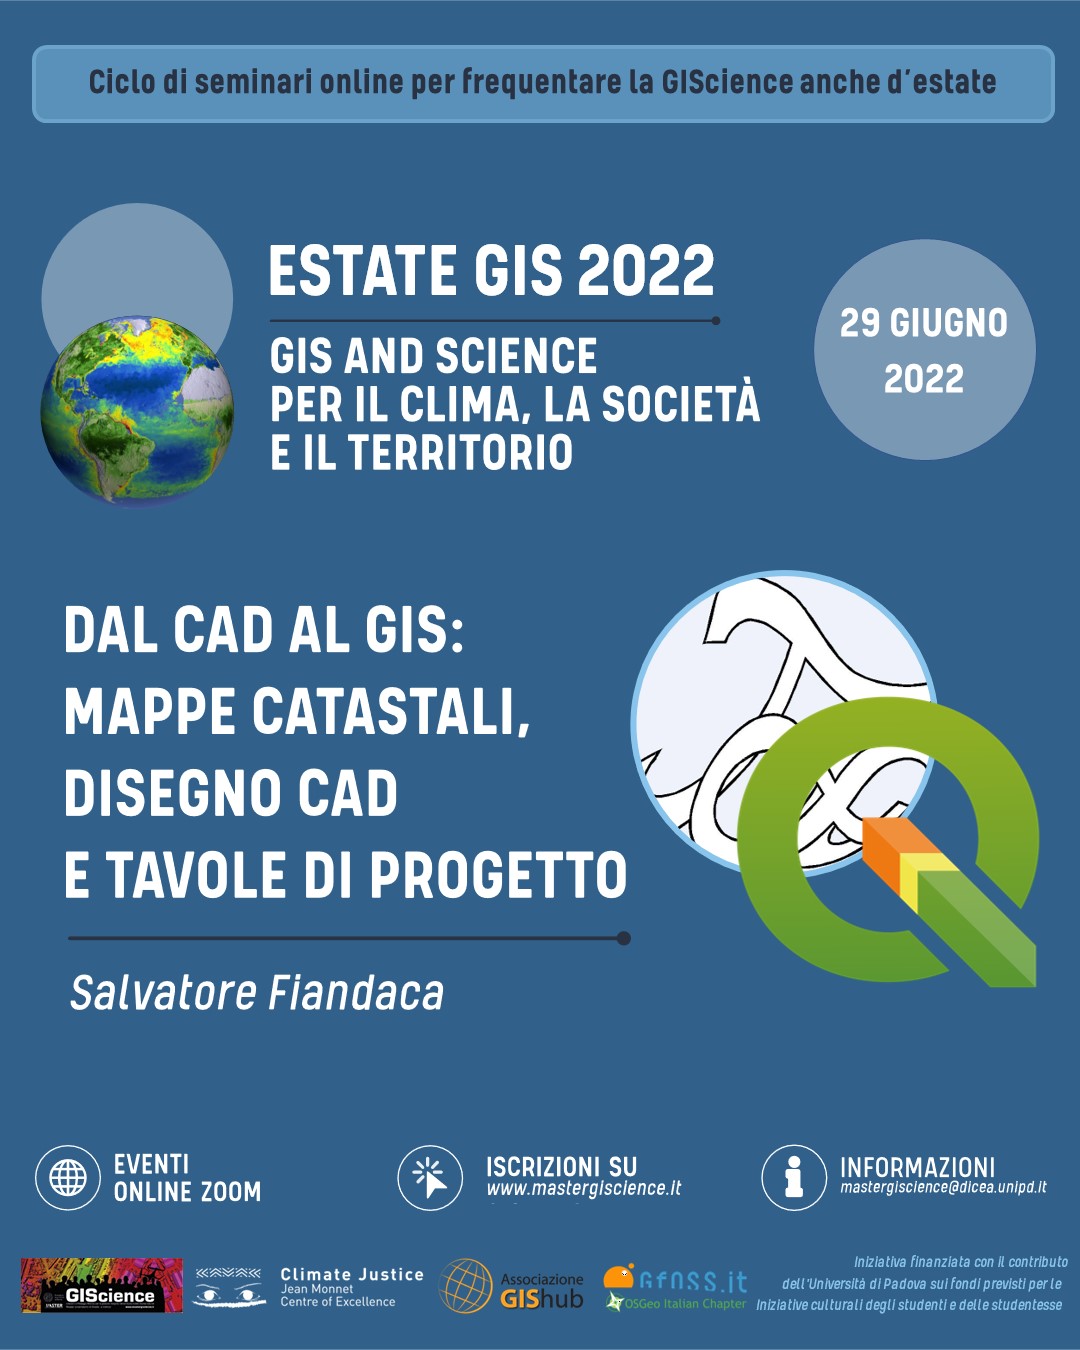 Ciclo di seminari online per frequentare la GIScience anche d'estate
ESTATE GIS 2022
GIS AND SCIENCE
PER IL CLIMA, LA SOCIETÀ
E IL TERRITORIO
29 GIUGNO
2022
DAL CAD AL GIS:
MAPPE CATASTALI,
DISEGNO CAD
E TAVOLE DI PROGETTO
Salvatore Fiandaca
EVENTI
ONLINE ZOOM
ISCRIZIONI SU
www.mastergiscience.it
INFORMAZIONI
mastergiscience@dicea.unipd.it
GIScience
Climate Justice
Jean Monnet
Centre of Excellence
Associazione
GIShub
GFOSS.it
OSGeo Italian Chapter
Iniziativa finanziata con il contributo
dell'Università di Padova sui fondi previsti per le
Iniziative culturali degli studenti e delle studentesse